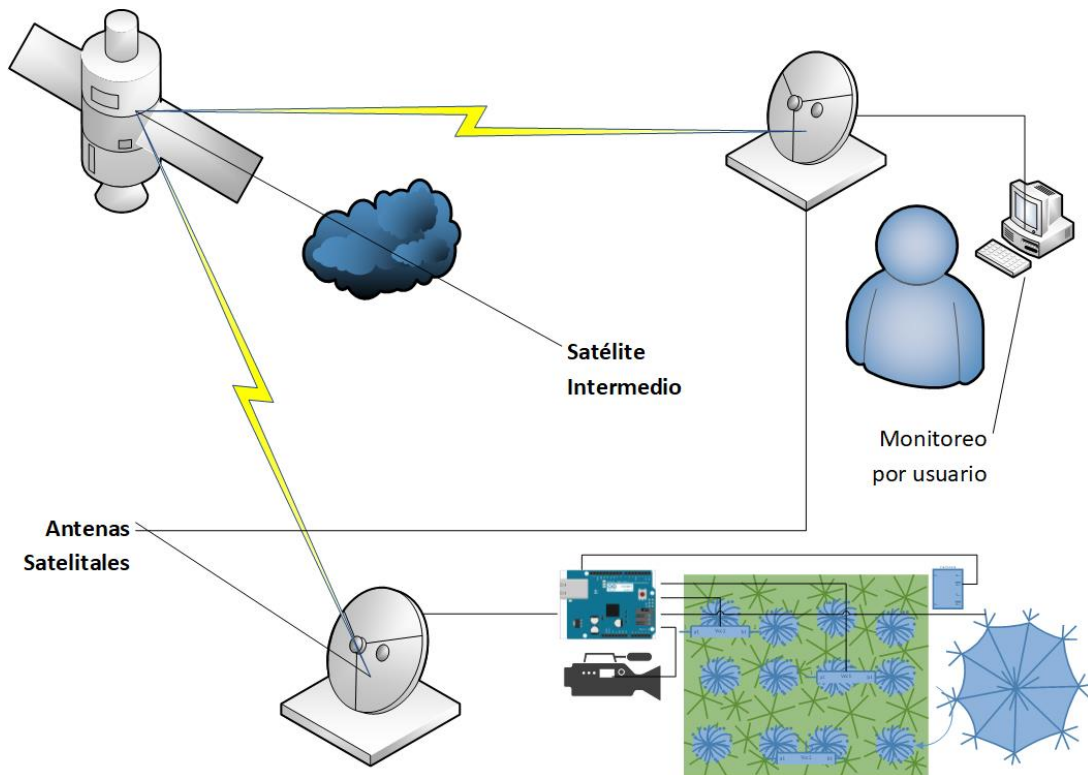 Satélite
Intermedio
Monitoreo
por usuario
Antenas
Satelitales